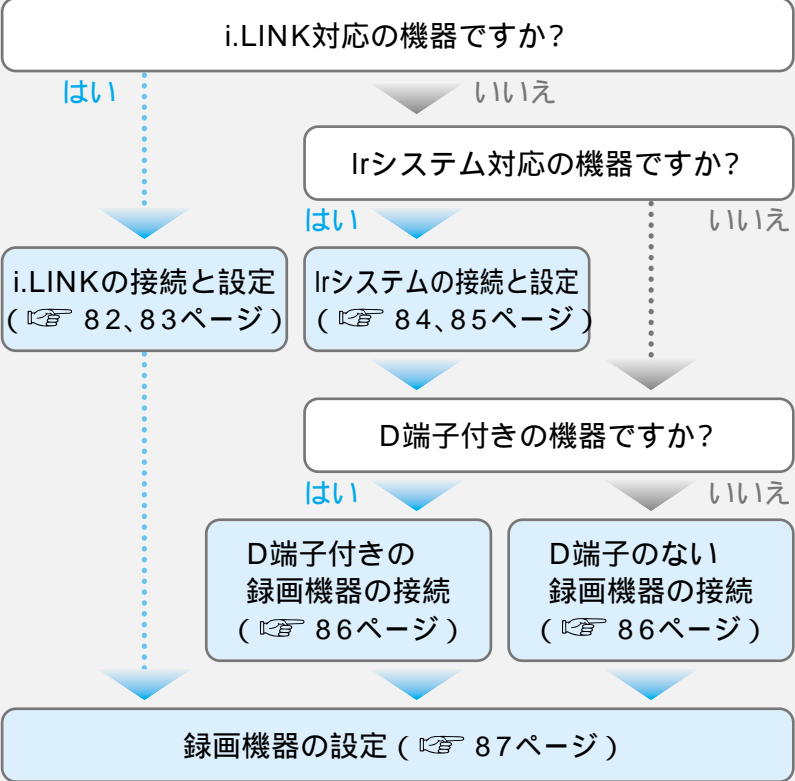 i.LINK対応の機器ですか?
はい
いいえ
Irシステム対応の機器ですか?
はい
いいえ
i.LINKの接続と設定
(☞ 82、83ページ)
Irシステムの接続と設定
(☞ 84、85ページ)
D端子付きの機器ですか?
はい
いいえ
D端子付きの
録画機器の接続
(☞ 86ページ)
D端子のない
録画機器の接続
(☞ 86ページ)
録画機器の設定(☞ 87ページ)